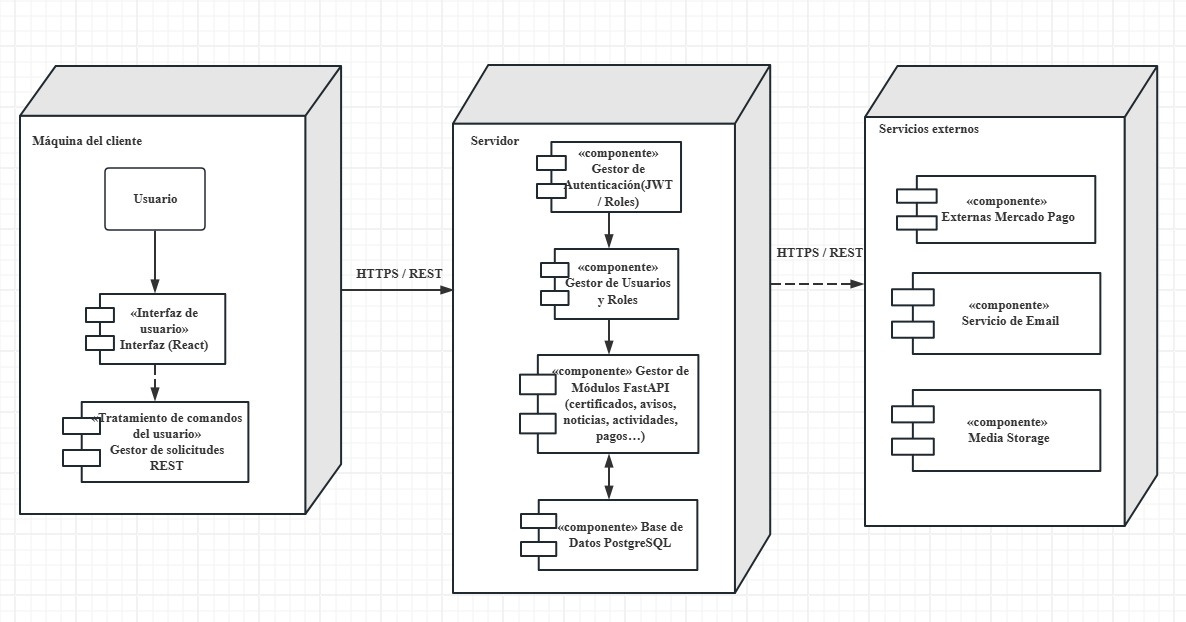 Máquina del cliente
Usuario
«Interfaz de
usuario»
Interfaz (React)
«Tratamiento de comandos
del usuario»
Gestor de solicitudes
REST
HTTPS / REST
Servidor
«componente»
Gestor de
Autenticación(JWT
/ Roles)
«componente»
Gestor de Usuarios
y Roles
«componente» Gestor de
Módulos FastAPI
(certificados, avisos,
noticias, actividades,
pagos…)
«componente» Base de
Datos PostgreSQL
HTTPS / REST
Servicios externos
«componente»
Externas Mercado Pago
«componente»
Servicio de Email
«componente»
Media Storage